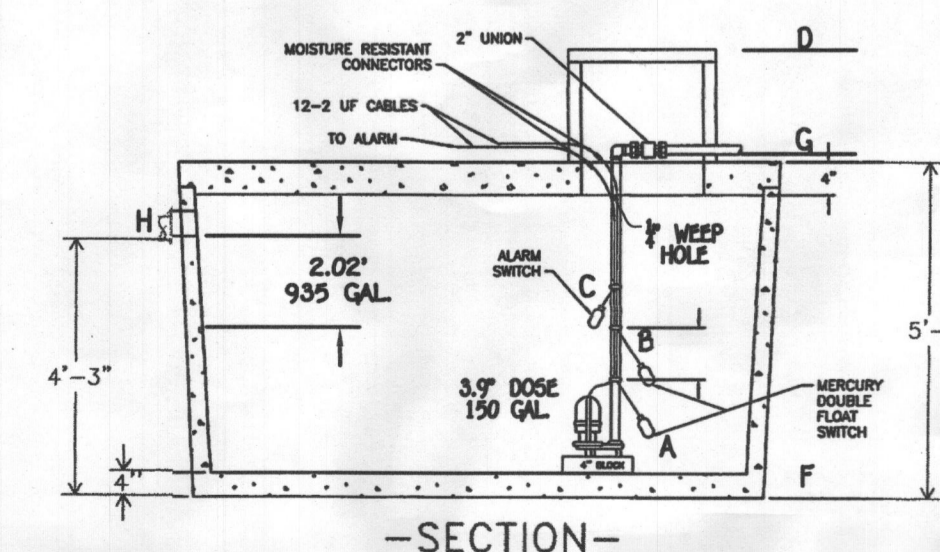 2" UNION
D
MOISTURE RESISTANT
CONNECTORS
12-2 UF CABLES
TO ALARM
G
4"
H
2.02'
935 GAL.
1/4" WEEP
HOLE
ALARM
SWITCH
C
B
5'-
4'-3"
3.9" DOSE
150 GAL.
MERCURY
DOUBLE
FLOAT
SWITCH
A
4" BLOCK
4"
F
-SECTION-